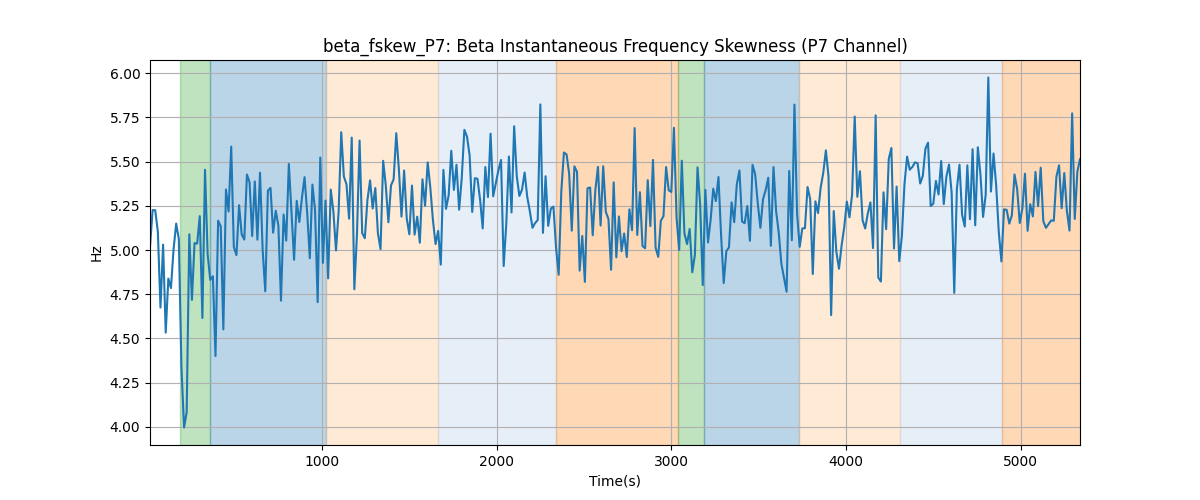 beta_fskew_P7: Beta Instantaneous Frequency Skewness (P7 Channel)
6.00
5.75
5.50
5.25
5.00
4.75
4.50
4.25
4.00
Hz
1000 2000 3000 4000 5000
Time(s)